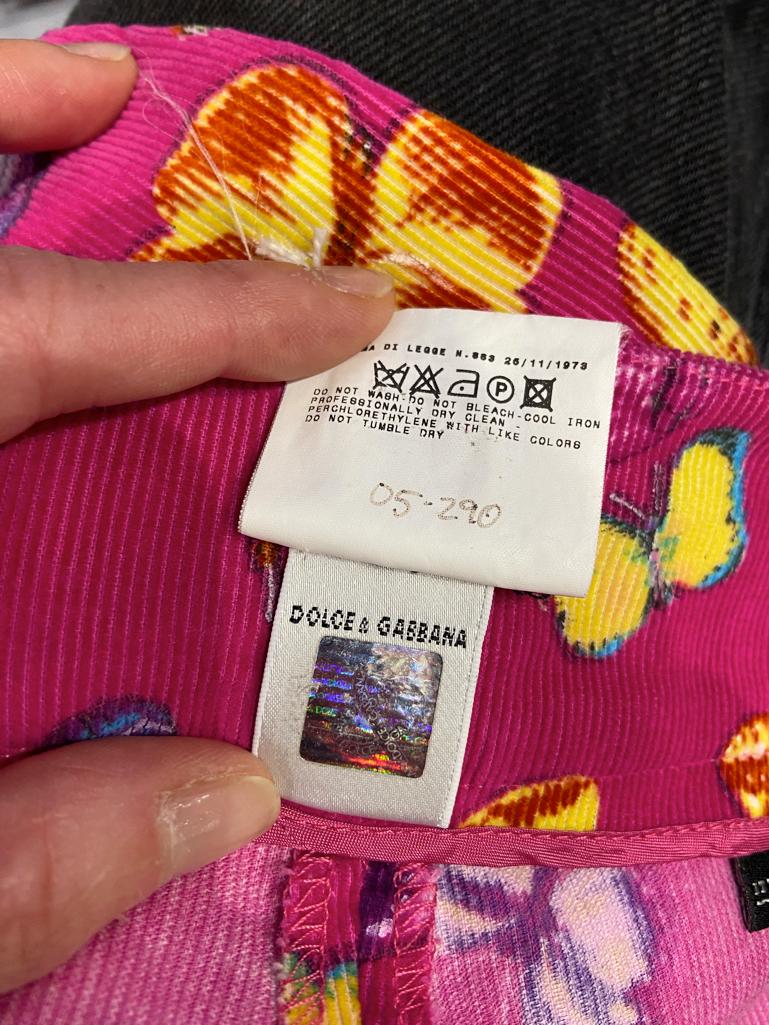 DI LEGGE N.883 26/11/1973
DO NOT WASH-DO NOT BLEACH-COOL IRON
PROFESSIONALLY DRY CLEAN -
PERCHLORETHYLENE WITH LIKE COLORS
DO NOT TUMBLE DRY
P
05-290
DOLCE & GABBANA